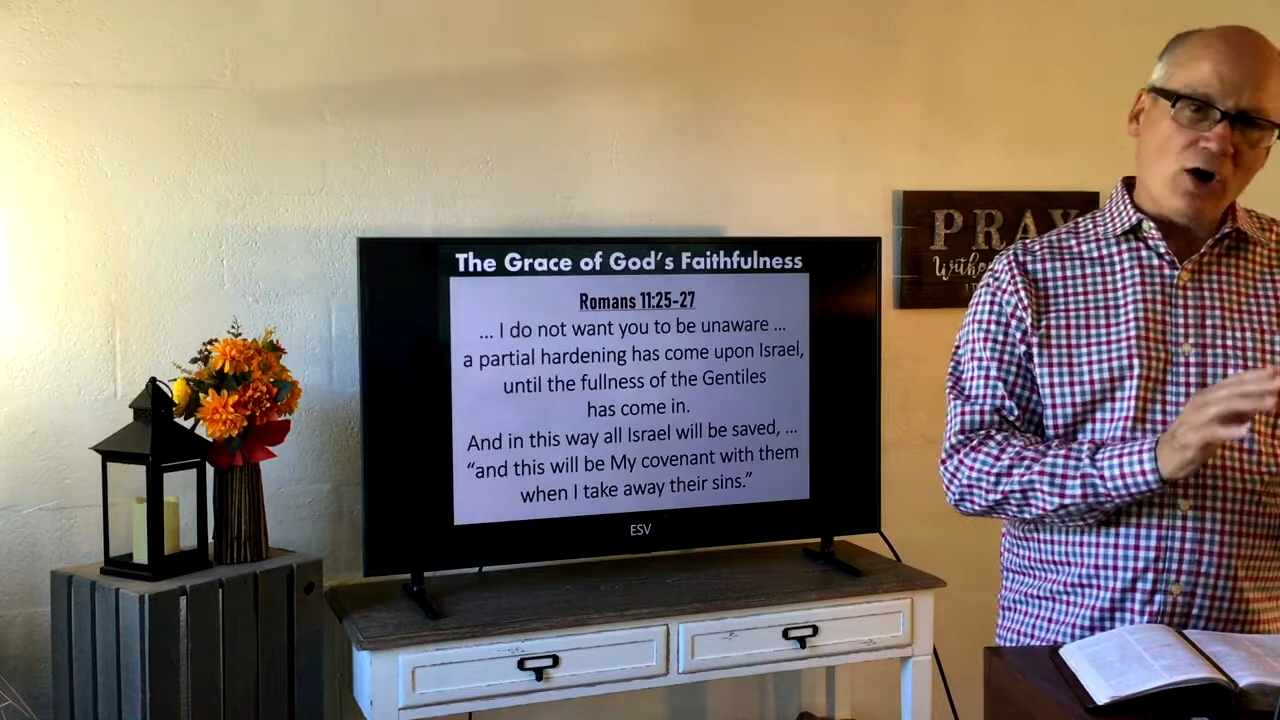 The Grace of God's Faithfulness
Romans 11:25-27
... I do not want you to be unaware ...
a partial hardening has come upon Israel,
until the fullness of the Gentiles
has come in.
And in this way all Israel will be saved, ...
“and this will be My covenant with them
when I take away their sins.”
ESV
PRAY